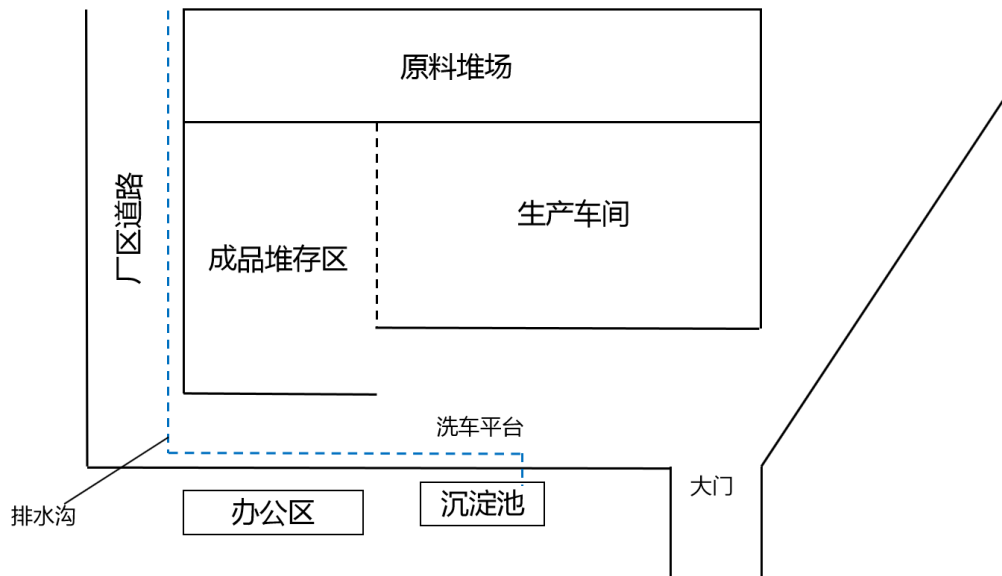 原料堆场
厂区道路
生产车间
成品堆存区
洗车平台
大门
沉淀池
办公区
排水沟